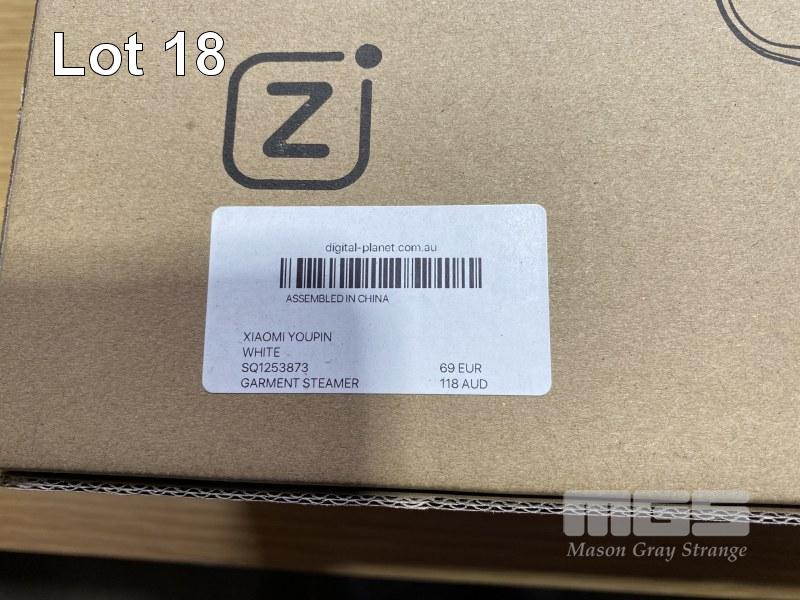 Lot 18
Zi
digital-planet.com.au
ASSEMBLED IN CHINA
XIAOMI YOUPIN
WHITE
SQ1253873 69 EUR
GARMENT STEAMER 118 AUD
MGS
Mason Gray Strange